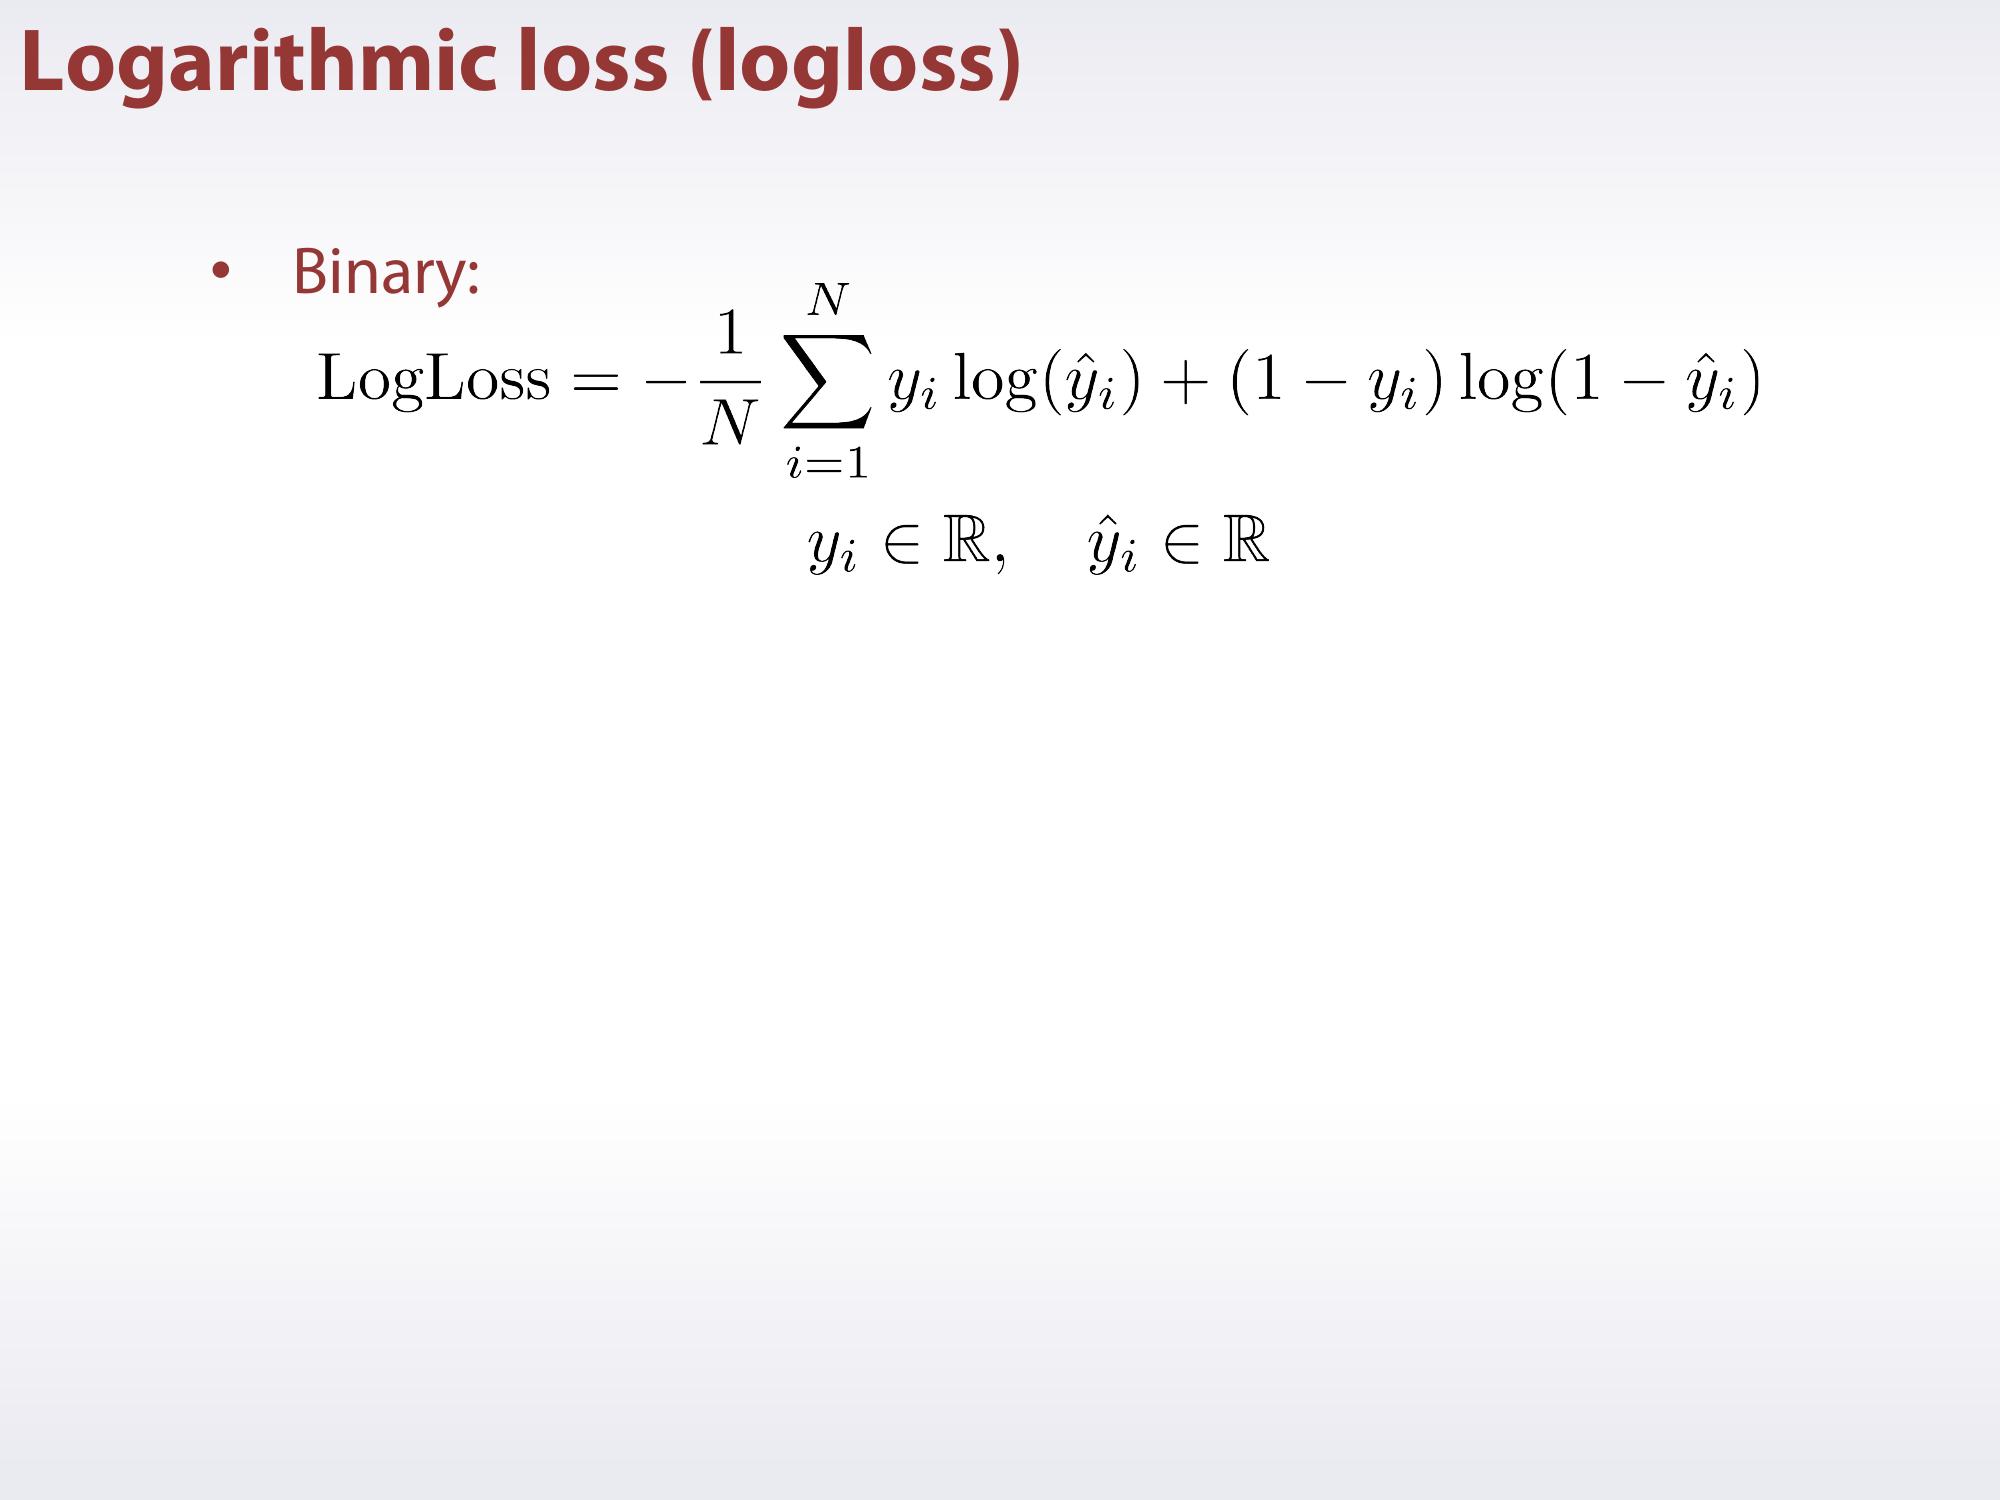 Logarithmic loss (logloss)
• Binary:
$\mathrm{LogLoss} = -\frac{1}{N} \sum_{i=1}^{N} y_i \log(\hat{y}_i) + (1 - y_i) \log(1 - \hat{y}_i)$
$y_i \in \mathbb{R}, \quad \hat{y}_i \in \mathbb{R}$